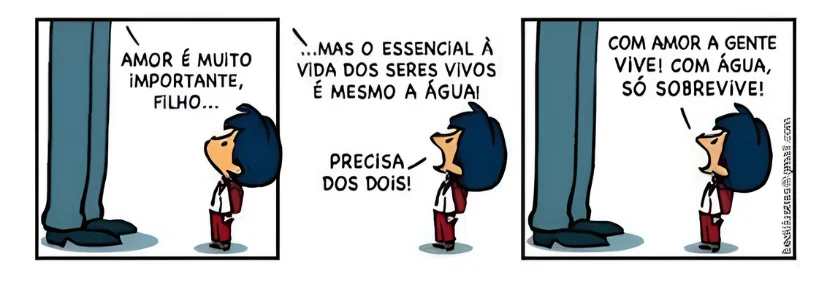 AMOR É MUITO
IMPORTANTE,
FILHO...
...MAS O ESSENCIAL À
VIDA DOS SERES VIVOS
É MESMO A ÁGUA!
PRECISA
DOS DOIS!
COM AMOR A GENTE
VIVE! COM ÁGUA,
SÓ SOBREVIVE!